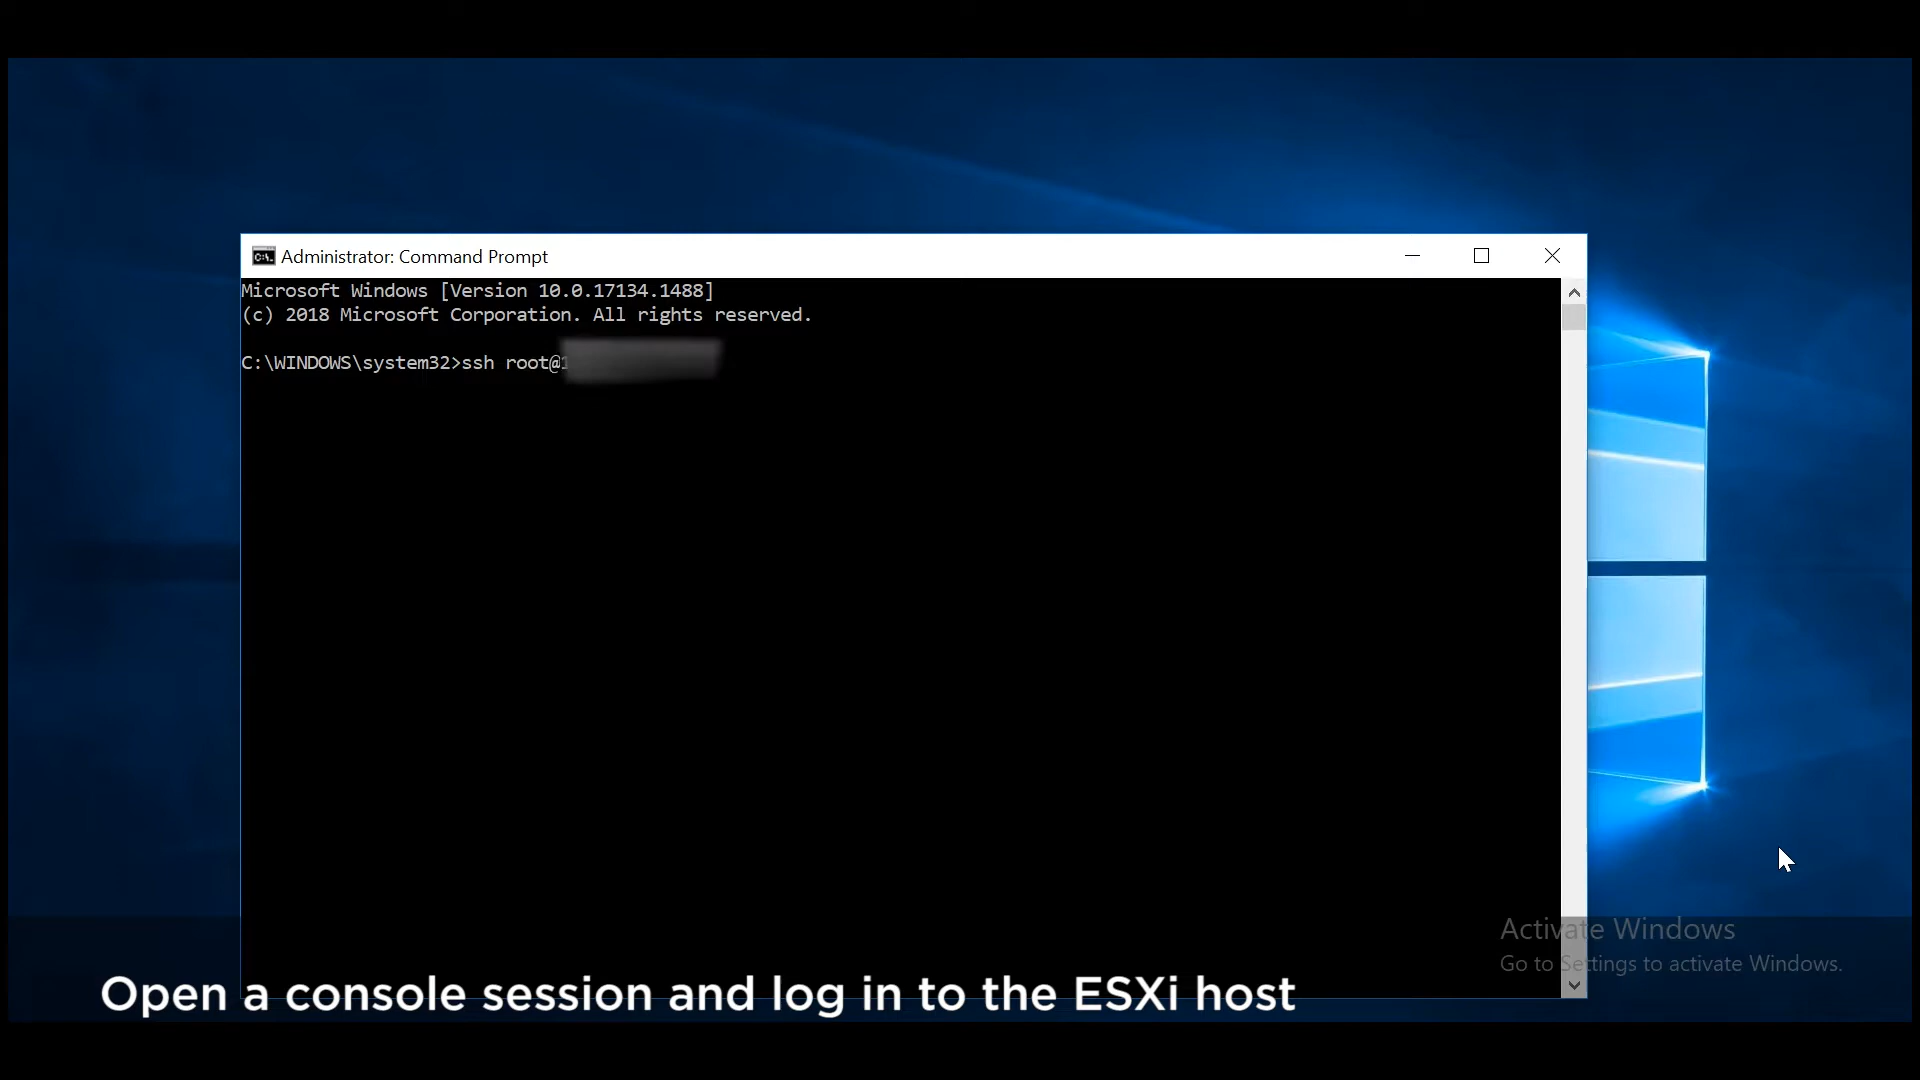 Administrator: Command Prompt
Microsoft Windows [Version 10.0.17134.1488]
(c) 2018 Microsoft Corporation. All rights reserved.
C:\WINDOWS\system32>ssh root@1
Activate Windows
Go to Settings to activate Windows.
Open a console session and log in to the ESXi host